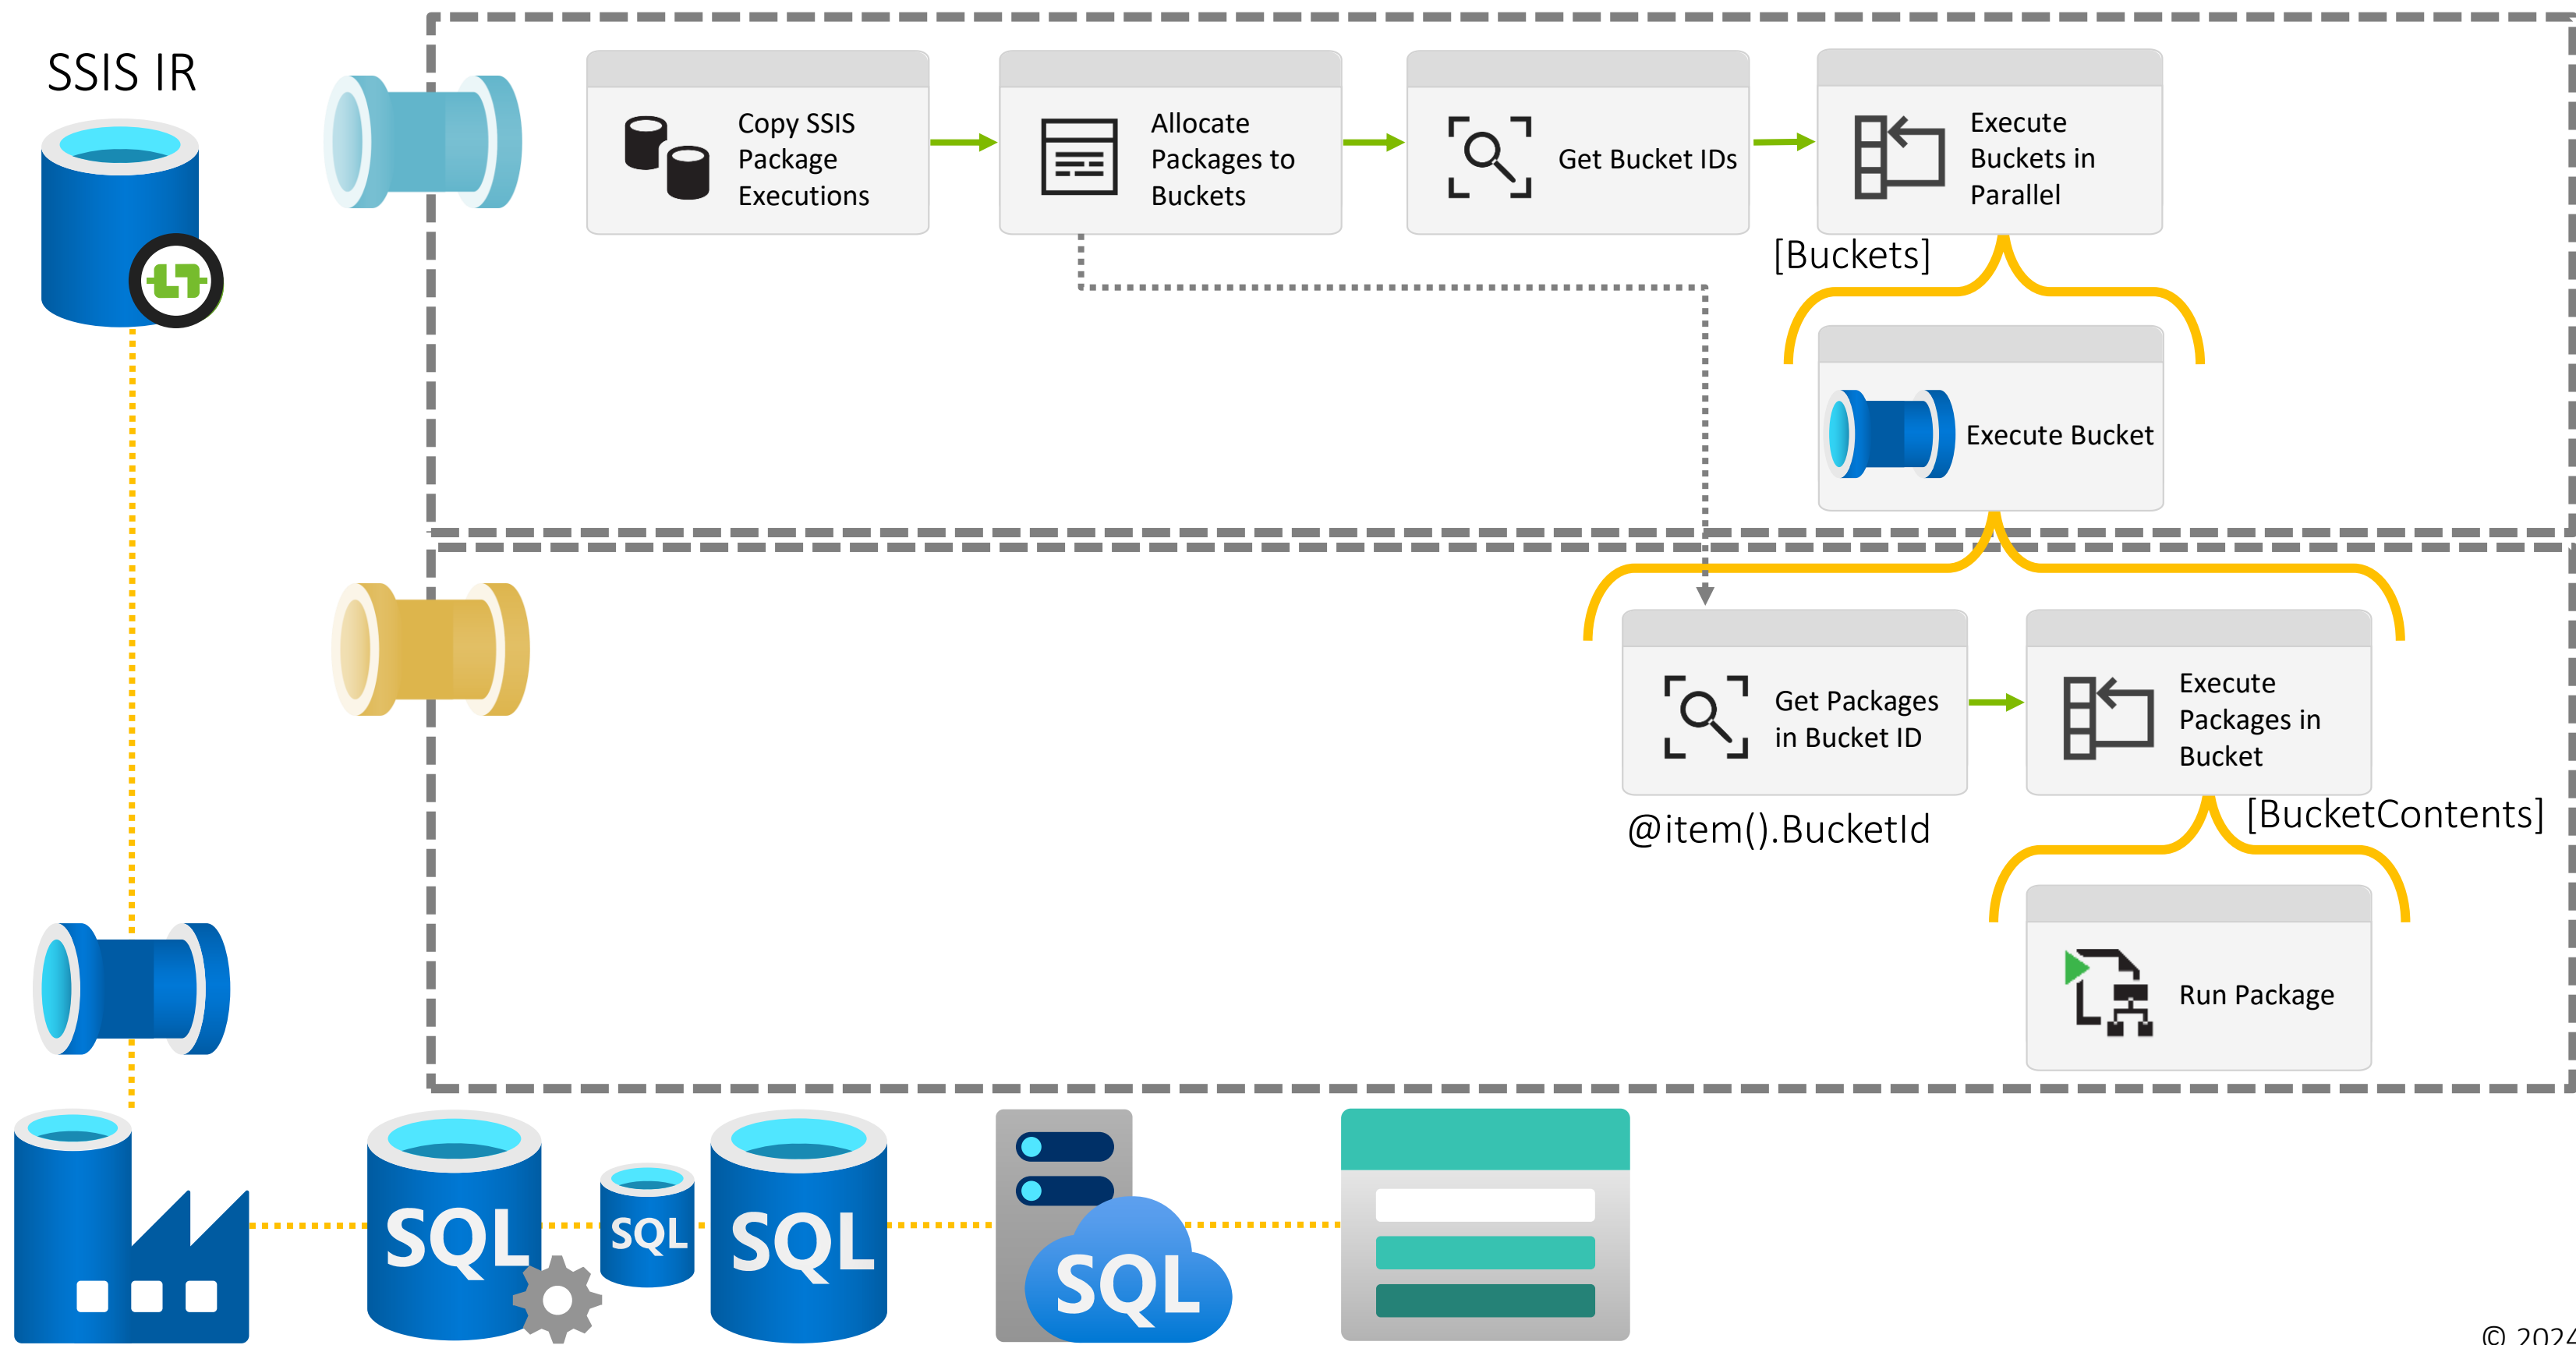 SSIS IR
Copy SSIS
Package
Executions
Allocate
Packages to
Buckets
Get Bucket IDs
Execute
Buckets in
Parallel
[Buckets]
Execute Bucket
Get Packages
in Bucket ID
Execute
Packages in
Bucket
@item().BucketId
[BucketContents]
Run Package
SQL
SQL
SQL
SQL
© 2024